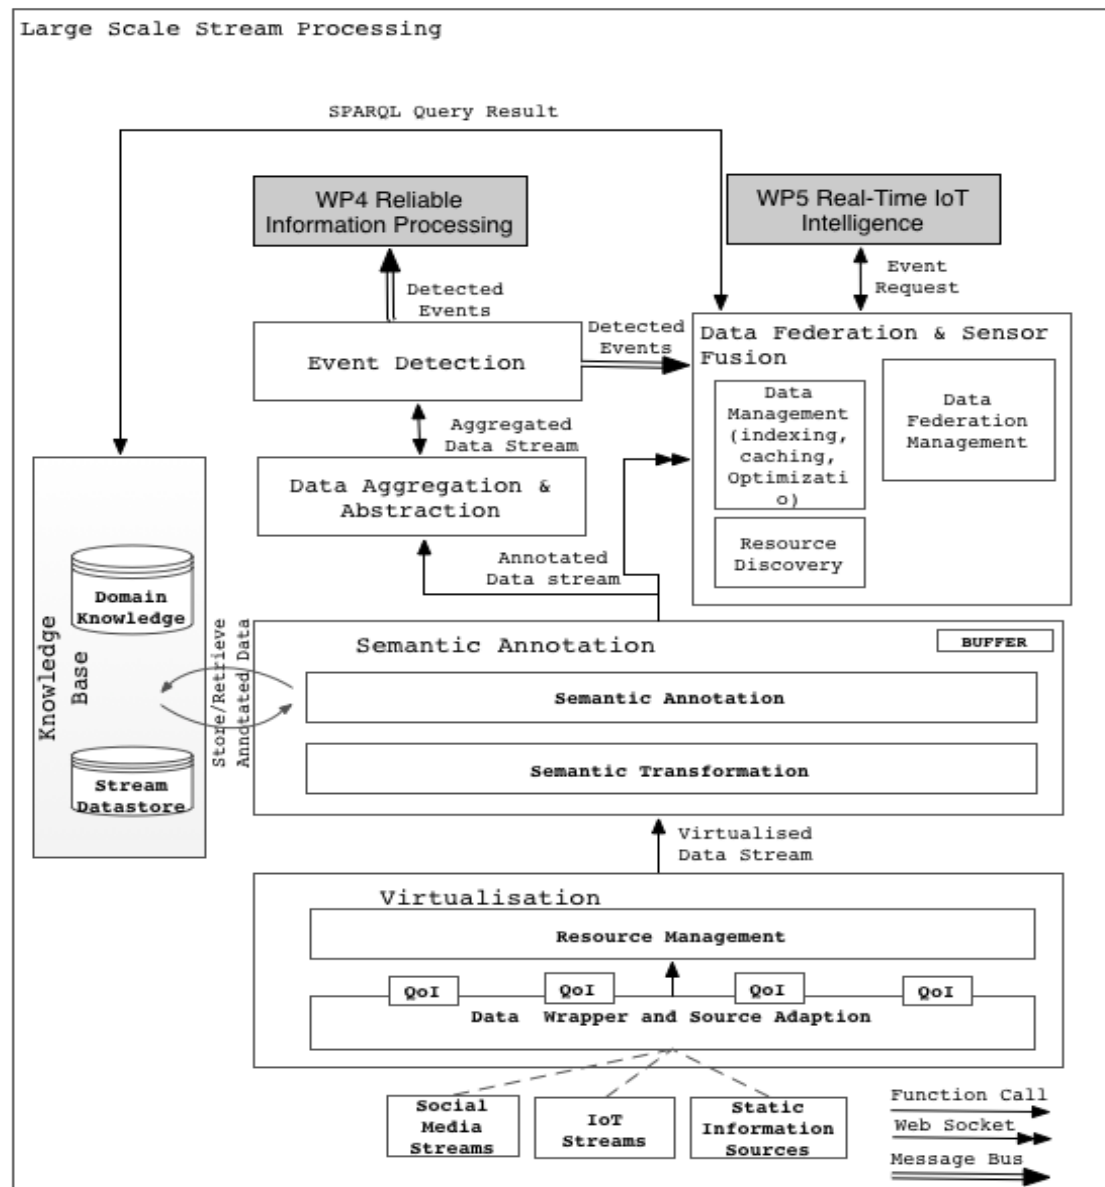 Large Scale Stream Processing
SPARQL Query Result
WP4 Reliable
Information Processing
WP5 Real-Time IoT
Intelligence
Event
Request
Detected
Events
Detected
Events
Event Detection
Data Federation & Sensor
Fusion
Data
Management
(indexing,
caching,
Optimizati
o)
Data
Federation
Management
Resource
Discovery
Aggregated
Data Stream
Data Aggregation &
Abstraction
Annotated
Data stream
Knowledge
Base
Domain
Knowledge
Stream
Datastore
Store/Retrieve
Annotated Data
Semantic Annotation
BUFFER
Semantic Annotation
Semantic Transformation
Virtualised
Data Stream
Virtualisation
Resource Management
QoI
QoI
QoI
QoI
Data Wrapper and Source Adaption
Social
Media
Streams
IoT
Streams
Static
Information
Sources
Function Call
Web Socket
Message Bus